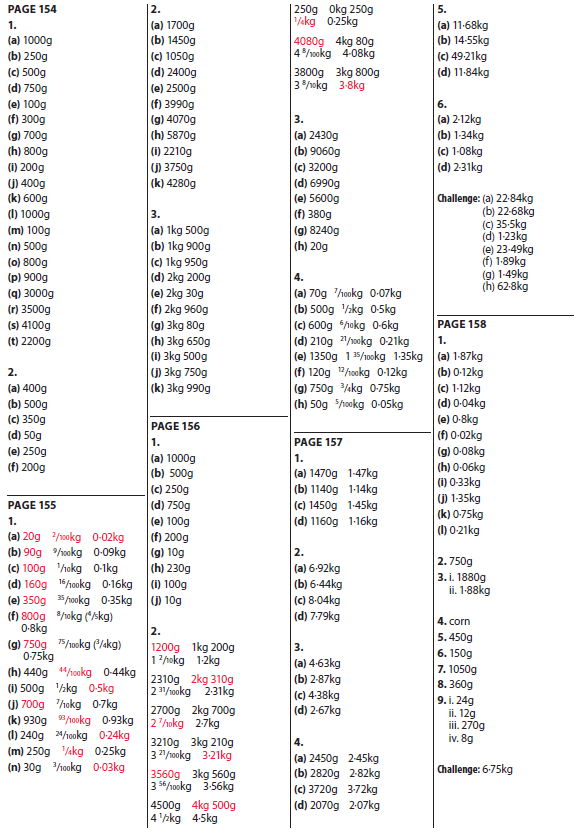 PAGE 154
1.
(a) 1000g
(b) 250g
(c) 500g
(d) 750g
(e) 100g
(f) 300g
(g) 700g
(h) 800g
(i) 200g
(j) 400g
(k) 600g
(l) 1000g
(m) 100g
(n) 500g
(o) 800g
(p) 900g
(q) 3000g
(r) 3500g
(s) 4100g
(t) 2200g
2.
(a) 400g
(b) 500g
(c) 350g
(d) 50g
(e) 250g
(f) 200g
PAGE 155
1.
(a) 20g 2/100kg 0·02kg
(b) 90g 9/100kg 0·09kg
(c) 100g 1/10kg 0·1kg
(d) 160g 16/100kg 0·16kg
(e) 350g 35/100kg 0·35kg
(f) 800g 8/10kg (4/5kg)
0·8kg
(g) 750g 75/100kg (3/4kg)
0·75kg
(h) 440g 44/100kg 0·44kg
(i) 500g 1/2kg 0·5kg
(j) 700g 7/10kg 0·7kg
(k) 930g 93/100kg 0·93kg
(l) 240g 24/100kg 0·24kg
(m) 250g 1/4kg 0·25kg
(n) 30g 3/100kg 0·03kg
2.
(a) 1700g
(b) 1450g
(c) 1050g
(d) 2400g
(e) 2500g
(f) 3990g
(g) 4070g
(h) 5870g
(i) 2210g
(j) 3750g
(k) 4280g
3.
(a) 1kg 500g
(b) 1kg 900g
(c) 1kg 950g
(d) 2kg 200g
(e) 2kg 30g
(f) 2kg 960g
(g) 3kg 80g
(h) 3kg 650g
(i) 3kg 500g
(j) 3kg 750g
(k) 3kg 990g
PAGE 156
1.
(a) 1000g
(b) 500g
(c) 250g
(d) 750g
(e) 100g
(f) 200g
(g) 10g
(h) 230g
(i) 100g
(j) 10g
2.
1200g 1kg 200g
1 2/10kg 1·2kg
2310g 2kg 310g
2 31/100kg 2·31kg
2700g 2kg 700g
2 7/10kg 2·7kg
3210g 3kg 210g
3 21/100kg 3·21kg
3560g 3kg 560g
3 56/100kg 3·56kg
4500g 4kg 500g
4 1/2kg 4·5kg
250g 0kg 250g
1/4kg 0·25kg
4080g 4kg 80g
4 8/100kg 4·08kg
3800g 3kg 800g
3 8/10kg 3·8kg
3.
(a) 2430g
(b) 9060g
(c) 3200g
(d) 6990g
(e) 5600g
(f) 380g
(g) 8240g
(h) 20g
4.
(a) 70g 7/100kg 0·07kg
(b) 500g 1/2kg 0·5kg
(c) 600g 6/10kg 0·6kg
(d) 210g 21/100kg 0·21kg
(e) 1350g 1 35/100kg 1·35kg
(f) 120g 12/100kg 0·12kg
(g) 750g 3/4kg 0·75kg
(h) 50g 5/100kg 0·05kg
PAGE 157
1.
(a) 1470g 1·47kg
(b) 1140g 1·14kg
(c) 1450g 1·45kg
(d) 1160g 1·16kg
2.
(a) 6·92kg
(b) 6·44kg
(c) 8·04kg
(d) 7·79kg
3.
(a) 4·63kg
(b) 2·87kg
(c) 4·38kg
(d) 2·67kg
4.
(a) 2450g 2·45kg
(b) 2820g 2·82kg
(c) 3720g 3·72kg
(d) 2070g 2·07kg
5.
(a) 11·68kg
(b) 14·55kg
(c) 49·21kg
(d) 11·84kg
6.
(a) 2·12kg
(b) 1·34kg
(c) 1·08kg
(d) 2·31kg
Challenge: (a) 22·84kg
(b) 22·68kg
(c) 35·5kg
(d) 1·23kg
(e) 23·49kg
(f) 1·89kg
(g) 1·49kg
(h) 62·8kg
PAGE 158
1.
(a) 1·87kg
(b) 0·12kg
(c) 1·12kg
(d) 0·04kg
(e) 0·8kg
(f) 0·02kg
(g) 0·08kg
(h) 0·06kg
(i) 0·33kg
(j) 1·35kg
(k) 0·75kg
(l) 0·21kg
2. 750g
3. i. 1880g
ii. 1·88kg
4. corn
5. 450g
6. 150g
7. 1050g
8. 360g
9. i. 24g
ii. 12g
iii. 270g
iv. 8g
Challenge: 6·75kg